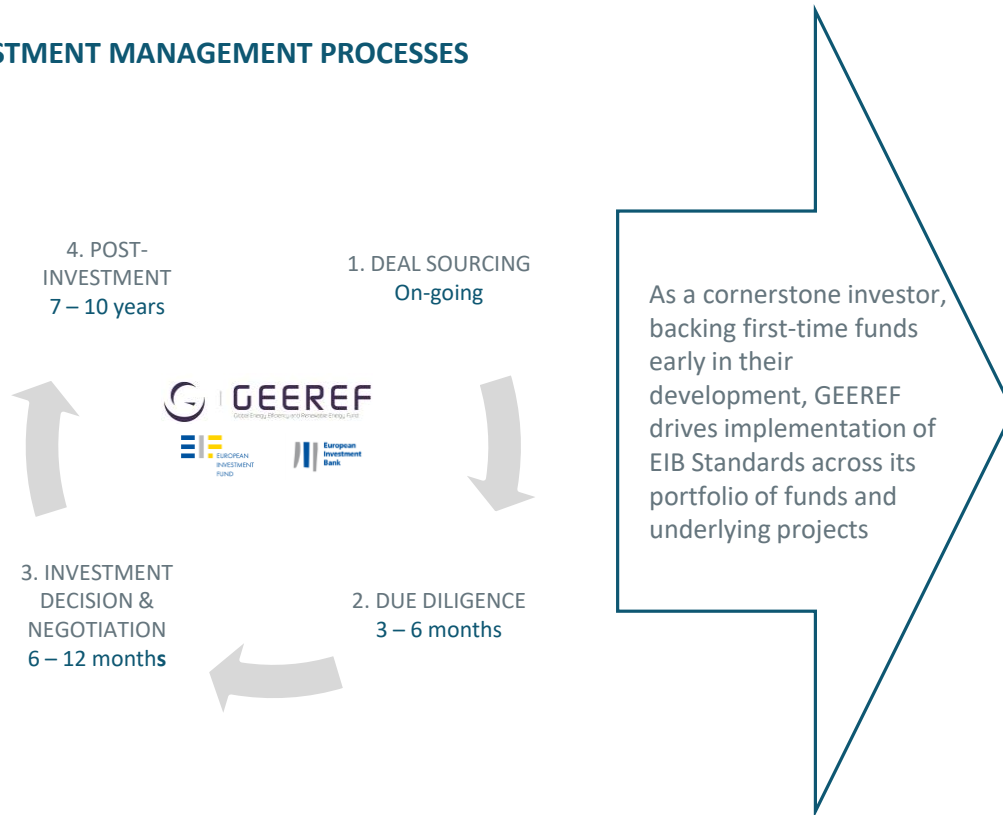 STMENT MANAGEMENT PROCESSES
4. POST-
INVESTMENT
7 – 10 years
1. DEAL SOURCING
On-going
GEEREF
Global Energy Efficiency and Renewable Energy Fund
EIF EUROPEAN
INVESTMENT
FUND
European
Investment
Bank
3. INVESTMENT
DECISION &
NEGOTIATION
6 – 12 months
2. DUE DILIGENCE
3 – 6 months
As a cornerstone investor,
backing first-time funds
early in their
development, GEEREF
drives implementation of
EIB Standards across its
portfolio of funds and
underlying projects